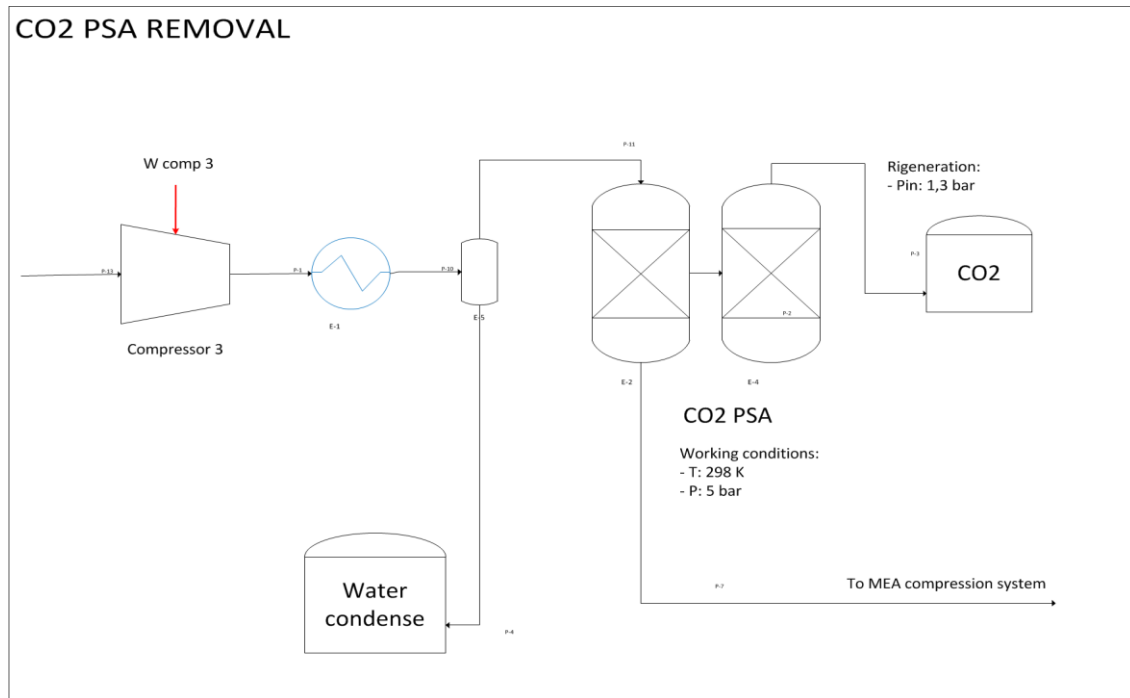 CO2 PSA REMOVAL
W comp 3
P-11
Rigeneration:
- Pin: 1,3 bar
P-13
P-1
P-10
P-3
CO2
E-1
E-5
P-2
Compressor 3
E-2
E-4
CO2 PSA
Working conditions:
- T: 298 K
- P: 5 bar
Water
condense
P-7
To MEA compression system
P-4